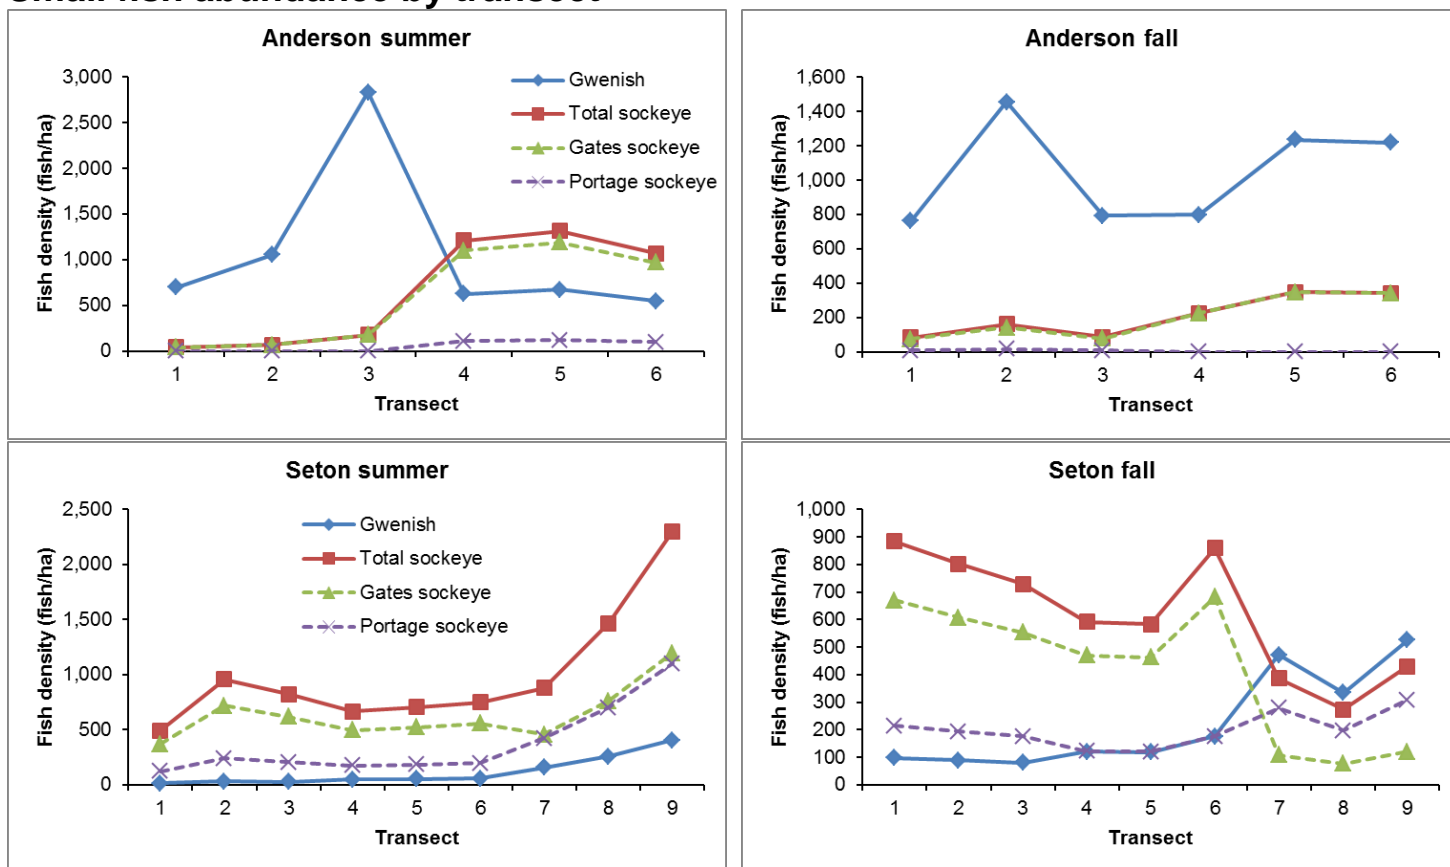 Small fish abundance by transect
Anderson summer
3,000
2,500
2,000
1,500
1,000
500
0
Fish density (fish/ha)
Gwenish
Total sockeye
Gates sockeye
Portage sockeye
1 2 3 4 5 6
Transect
Anderson fall
1,600
1,400
1,200
1,000
800
600
400
200
0
Fish density (fish/ha)
1 2 3 4 5 6
Transect
Seton summer
2,500
2,000
1,500
1,000
500
0
Fish density (fish/ha)
Gwenish
Total sockeye
Gates sockeye
Portage sockeye
1 2 3 4 5 6 7 8 9
Transect
Seton fall
1,000
900
800
700
600
500
400
300
200
100
0
Fish density (fish/ha)
1 2 3 4 5 6 7 8 9
Transect